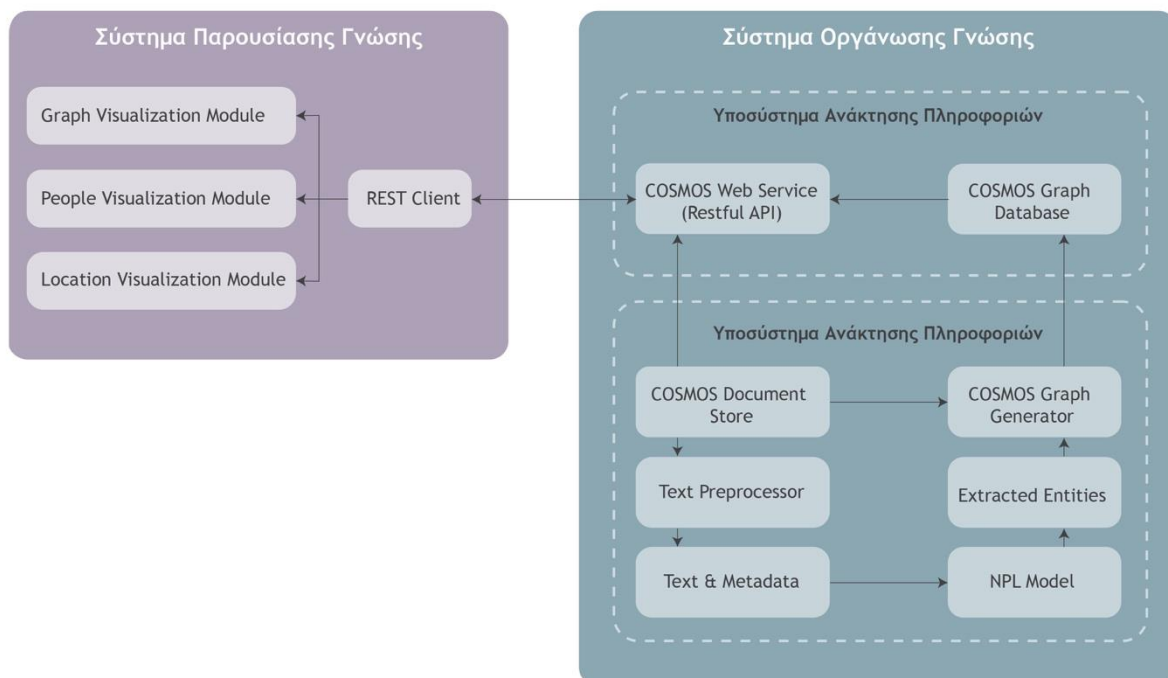 Σύστημα Παρουσίασης Γνώσης
Graph Visualization Module
People Visualization Module
REST Client
Location Visualization Module
Σύστημα Οργάνωσης Γνώσης
Υποσύστημα Ανάκτησης Πληροφοριών
COSMOS Web Service
(Restful API)
COSMOS Graph
Database
Υποσύστημα Ανάκτησης Πληροφοριών
COSMOS Document
Store
COSMOS Graph
Generator
Text Preprocessor
Extracted Entities
Text & Metadata
NPL Model